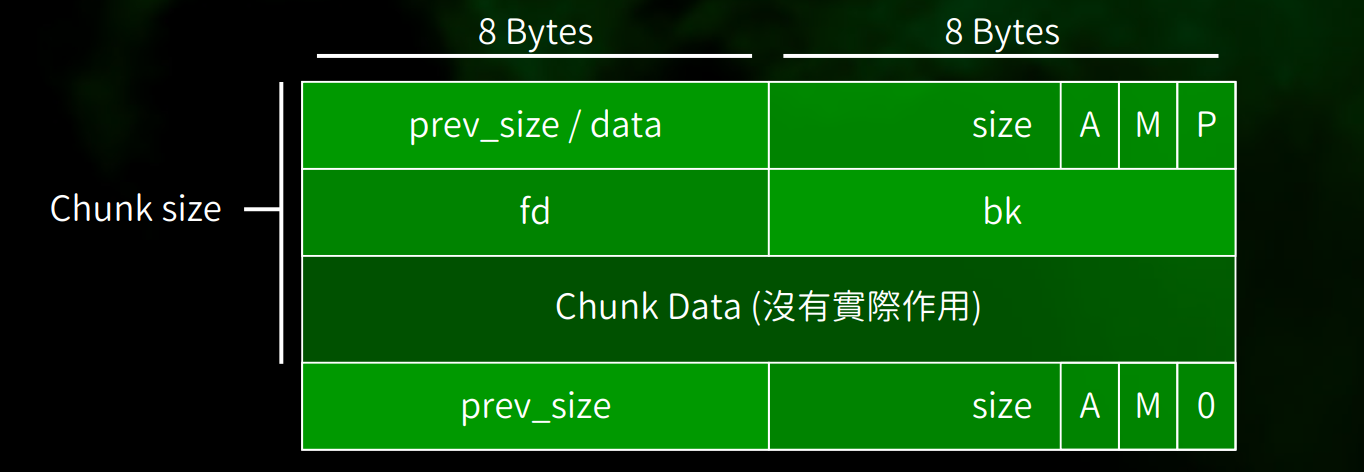 8 Bytes 8 Bytes
prev_size / data size A M P
Chunk size
fd bk
Chunk Data (沒有實際作用)
prev_size size A M 0